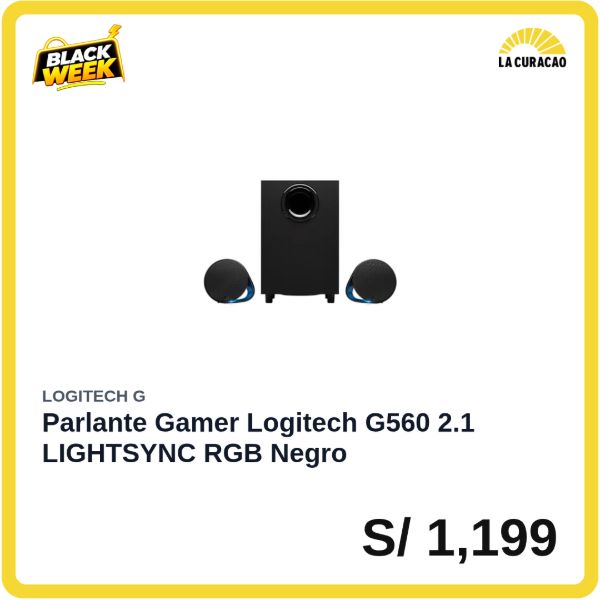 BLACK
WEEK
LA CURACAO
LOGITECH G
Parlante Gamer Logitech G560 2.1
LIGHTSYNC RGB Negro
S/ 1,199